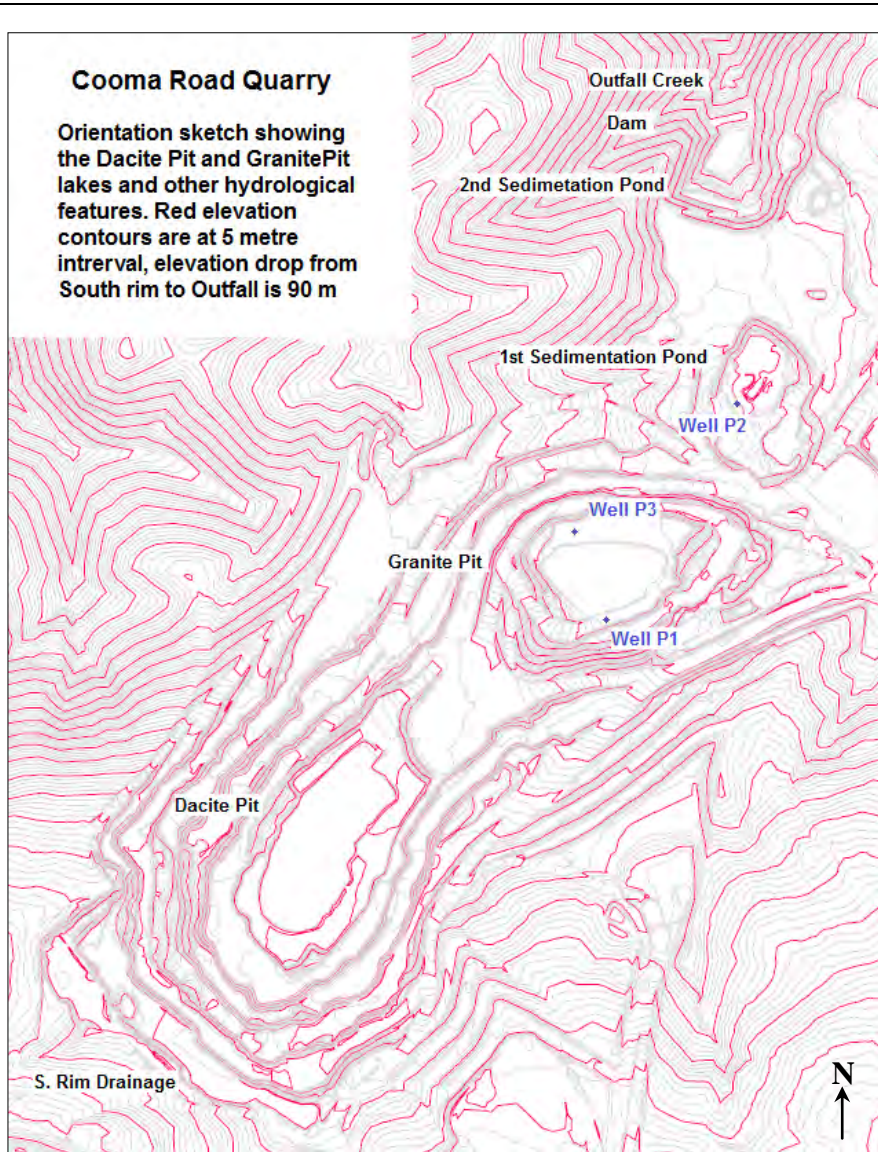 Cooma Road Quarry
Orientation sketch showing
the Dacite Pit and GranitePit
lakes and other hydrological
features. Red elevation
contours are at 5 metre
intrerval, elevation drop from
South rim to Outfall is 90 m
Outfall Creek
Dam
2nd Sedimetation Pond
1st Sedimentation Pond
Well P2
Well P3
Granite Pit
Well P1
Dacite Pit
S. Rim Drainage
N